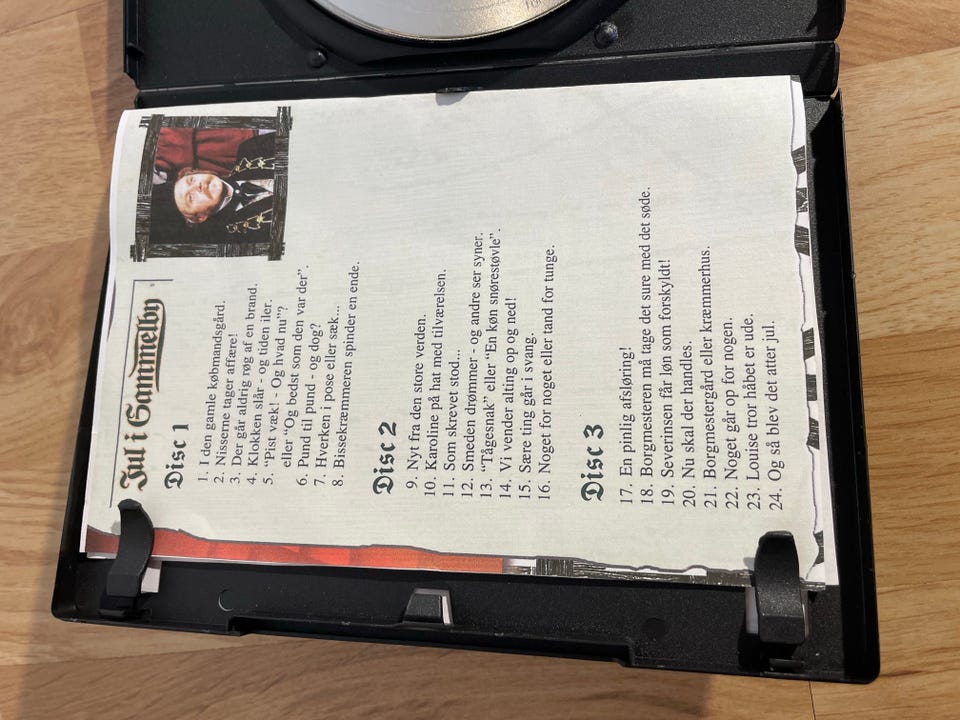 Jul i Gammelby
Disc 1
1. I den gamle købmandsgård.
2. Nisserne tager affære!
3. Der går aldrig røg af en brand.
4. Klokken slår - og tiden iler.
5. “Pist væk! - Og hvad nu”?
eller “Og bedst som den var der”.
6. Pund til pund - og dog?
7. Hverken i pose eller sæk...
8. Bissekræmmeren spinder en ende.
Disc 2
9. Nyt fra den store verden.
10. Karoline på hat med tilværelsen.
11. Som skrevet stod...
12. Smeden drømmer - og andre ser syner.
13. “Tågesnak” eller “En køn snørestøvle”.
14. Vi vender alting op og ned!
15. Sære ting går i svang.
16. Noget for noget eller tand for tunge.
Disc 3
17. En pinlig afsløring!
18. Borgmesteren må tage det sure med det søde.
19. Severinsen får løn som forskyldt!
20. Nu skal der handles.
21. Borgmestergård eller kræmmerhus.
22. Noget går op for nogen.
23. Louise tror håbet er ude.
24. Og så blev det atter jul.